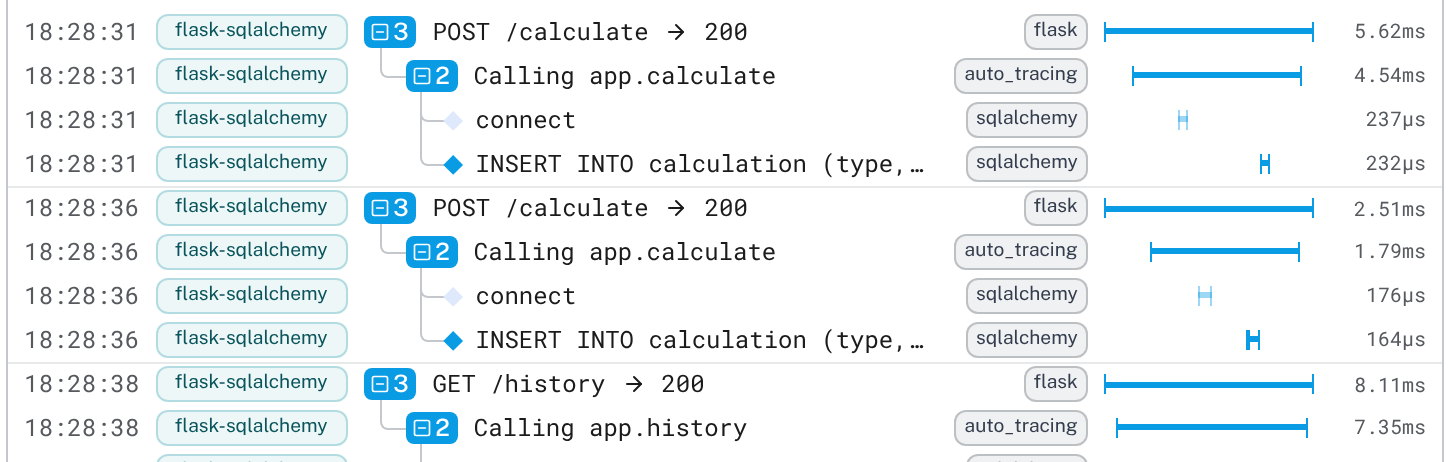 18:28:31 flask-sqlalchemy 3 POST /calculate → 200 flask 5.62ms
18:28:31 flask-sqlalchemy 2 Calling app.calculate auto_tracing 4.54ms
18:28:31 flask-sqlalchemy connect sqlalchemy 237µs
18:28:31 flask-sqlalchemy INSERT INTO calculation (type,… sqlalchemy 232µs
18:28:36 flask-sqlalchemy 3 POST /calculate → 200 flask 2.51ms
18:28:36 flask-sqlalchemy 2 Calling app.calculate auto_tracing 1.79ms
18:28:36 flask-sqlalchemy connect sqlalchemy 176µs
18:28:36 flask-sqlalchemy INSERT INTO calculation (type,… sqlalchemy 164µs
18:28:38 flask-sqlalchemy 3 GET /history → 200 flask 8.11ms
18:28:38 flask-sqlalchemy 2 Calling app.history auto_tracing 7.35ms